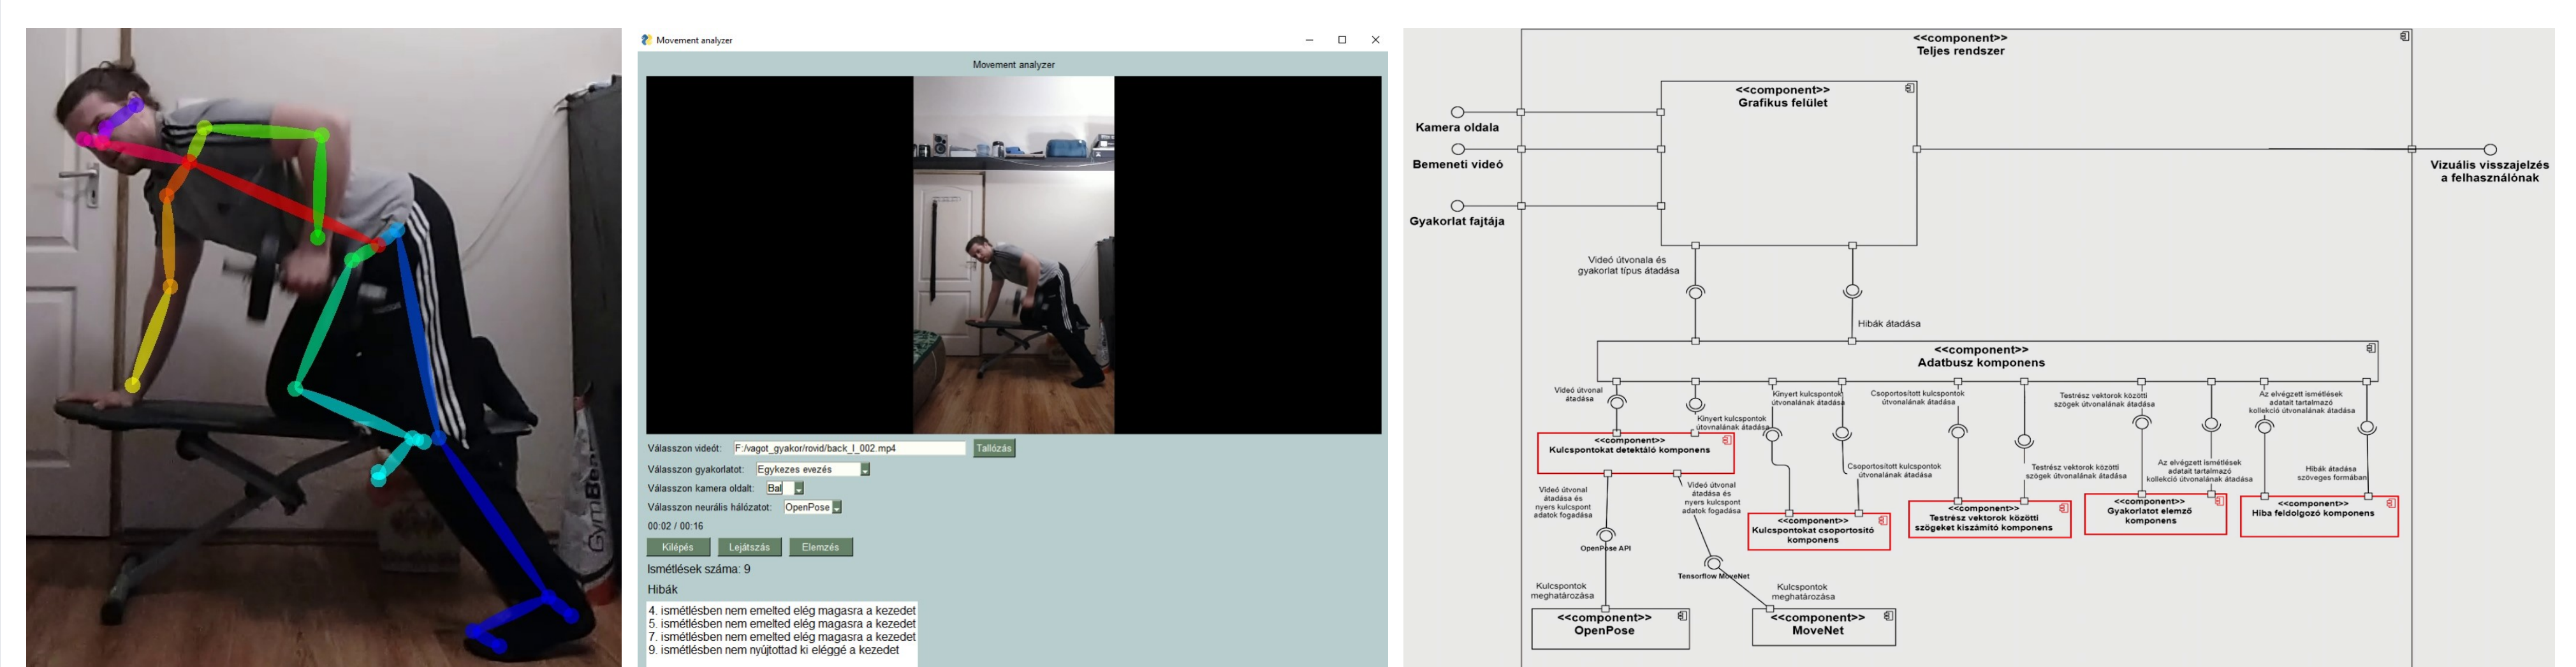 GymBeam
Movement analyzer
Movement analyzer
Válasszon videót: F:/vagot_gyakor/rovid/back_l_002.mp4 Tallózás
Válasszon gyakorlatot: Egykezes evezés
Válasszon kamera oldalt: Bal
Válasszon neurális hálózatot: OpenPose
00:02 / 00:16
Kilépés Lejátszás Elemzés
Ismétlések száma: 9
Hibák
4. ismétlésben nem emelted elég magasra a kezedet
5. ismétlésben nem emelted elég magasra a kezedet
7. ismétlésben nem emelted elég magasra a kezedet
9. ismétlésben nem nyújtottad ki eléggé a kezedet
<<component>>
Teljes rendszer
<<component>>
Grafikus felület
Kamera oldala
Bemeneti videó
Gyakorlat fajtája
Vizuális visszajelzés
a felhasználónak
Videó útvonala és
gyakorlat típus átadása
Hibák átadása
<<component>>
Adatbusz komponens
Videó útvonal
átadása
Kinyert kulcspontok
útovonalának átadása
Kinyert kulcspontok
útvonalának átadása
Csoportosított kulcspontok
útvonalának átadása
Csoportosított kulcspontok
útvonalának átadása
Testrész vektorok közötti
szögek útvonalának átadása
Testrész vektorok közötti
szögek útvonalának átadása
Az elvégzett ismétlések
adatait tartalmazó
kollekció útvonalának átadása
Az elvégzett ismétlések
adatait tartalmazó
kollekció útvonalának átadása
Hibák átadása
szöveges formában
<<component>>
Kulcspontokat detektáló komponens
<<component>>
Kulcspontokat csoportosító
komponens
<<component>>
Testrész vektorok közötti
szögeket kiszámító komponens
<<component>>
Gyakorlatot elemző
komponens
<<component>>
Hiba feldolgozó komponens
Videó útvonal
átadása és
nyers kulcspont
adatok fogadása
Videó útvonal
átadása és
nyers kulcspont
adatok fogadása
OpenPose API
Tensorflow MoveNet
Kulcspontok
meghatározása
Kulcspontok
meghatározása
<<component>>
OpenPose
<<component>>
MoveNet